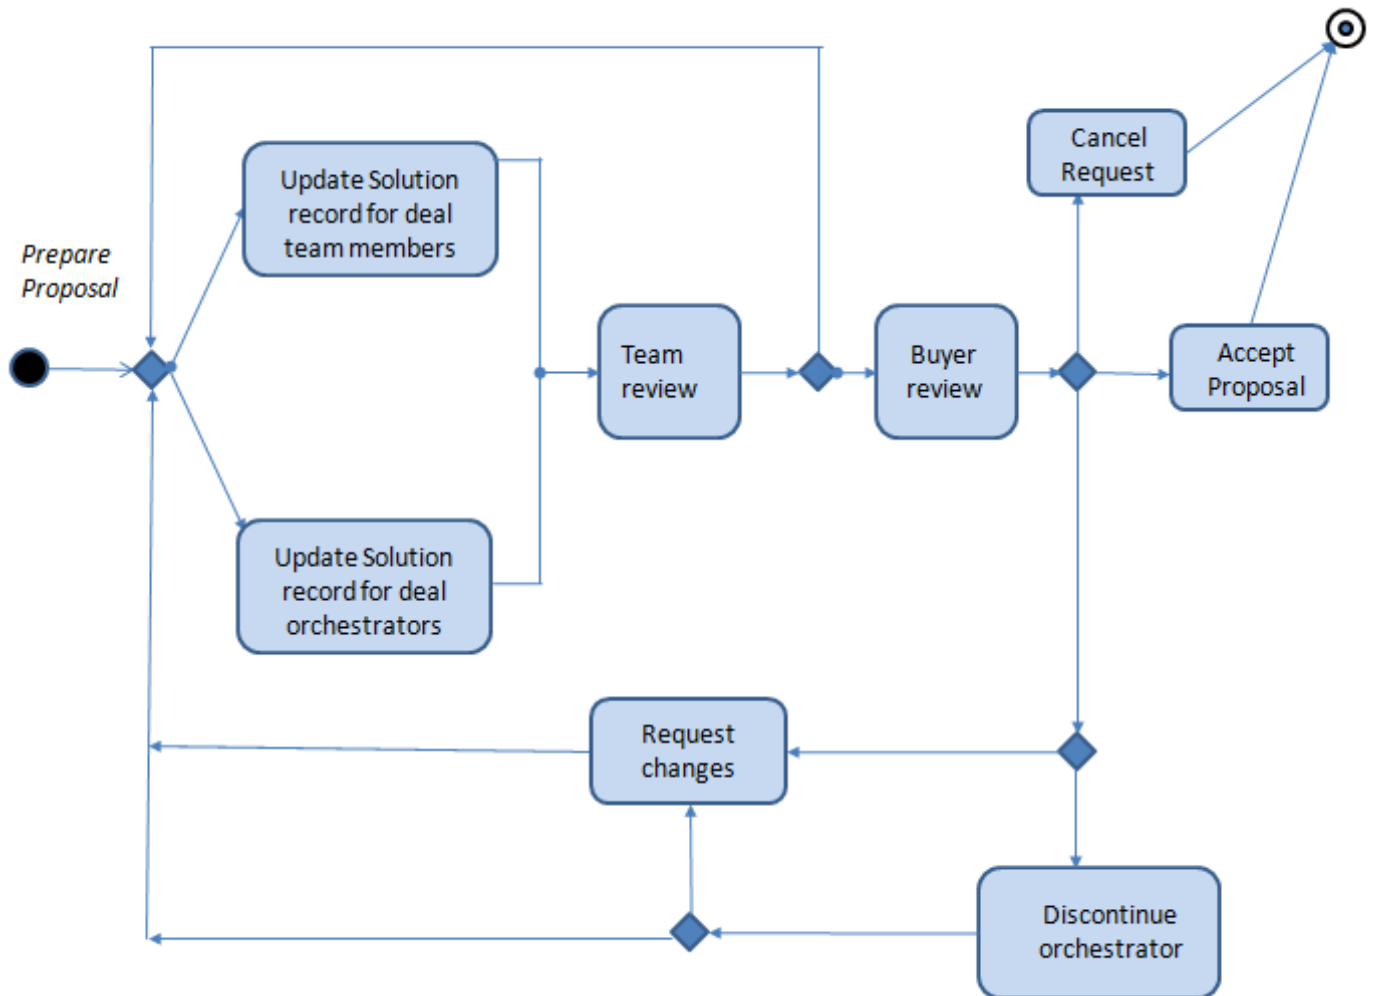 Prepare
Proposal
Update Solution
record for deal
team members
Update Solution
record for deal
orchestrators
Team
review
Buyer
review
Cancel
Request
Accept
Proposal
Request
changes
Discontinue
orchestrator